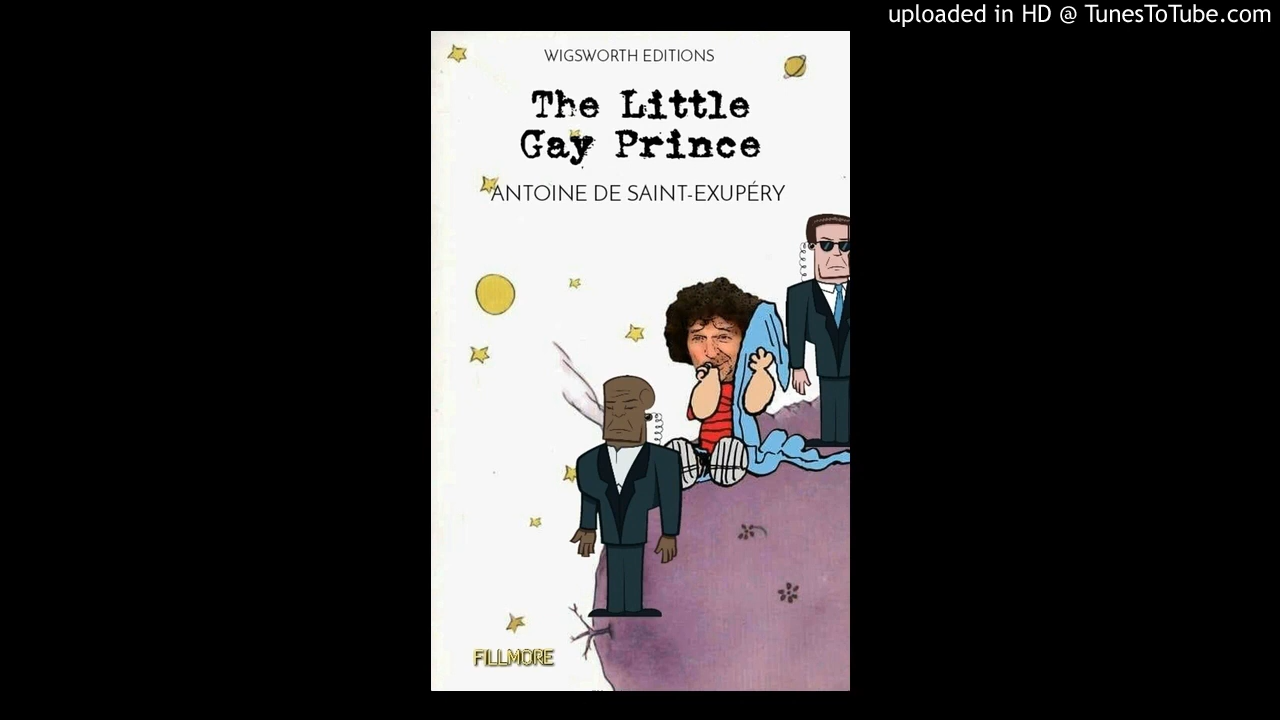 uploaded in HD @ TunesToTube.com
WIGSWORTH EDITIONS
The Little
Gay Prince
ANTOINE DE SAINT-EXUPÉRY
FILLMORE